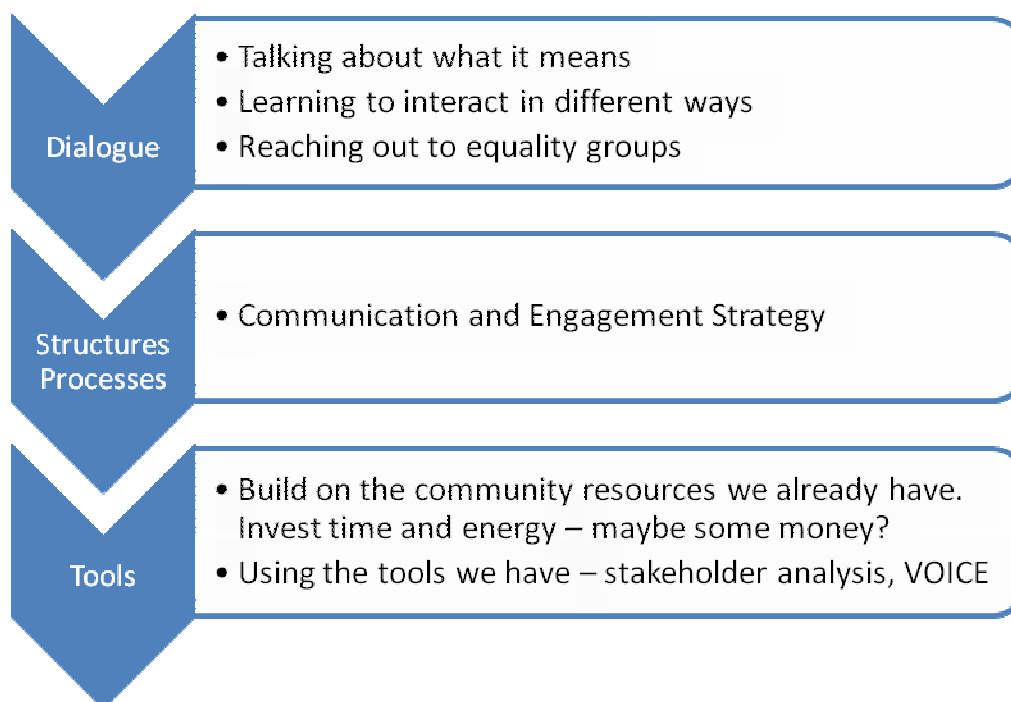 Dialogue
• Talking about what it means
• Learning to interact in different ways
• Reaching out to equality groups
Structures
Processes
• Communication and Engagement Strategy
Tools
• Build on the community resources we already have.
Invest time and energy – maybe some money?
• Using the tools we have – stakeholder analysis, VOICE